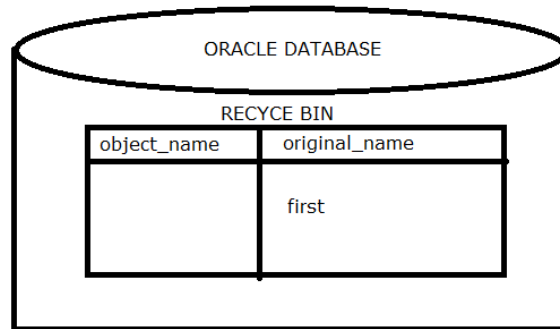 ORACLE DATABASE
RECYCE BIN
object_name original_name
first